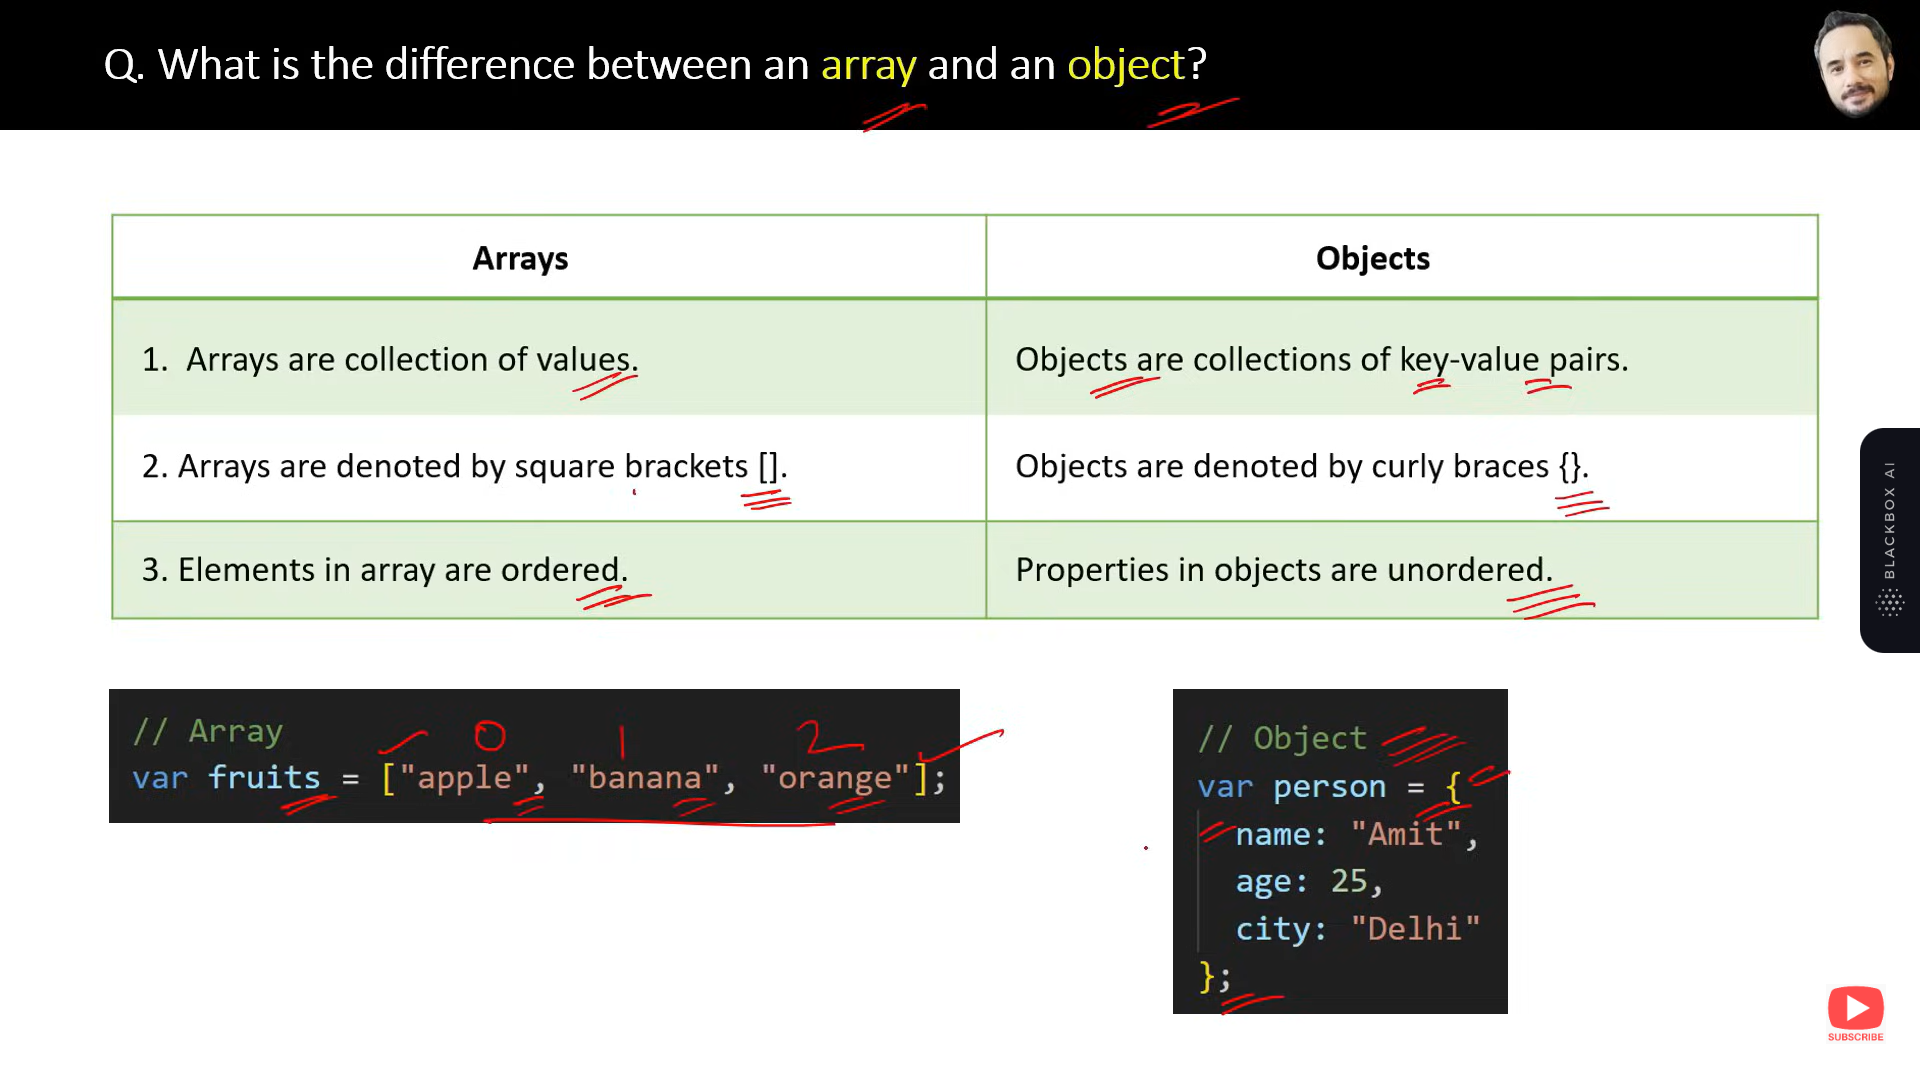 Q. What is the difference between an array and an object?
Arrays
Objects
1. Arrays are collection of values.
Objects are collections of key-value pairs.
2. Arrays are denoted by square brackets [].
Objects are denoted by curly braces {}.
3. Elements in array are ordered.
Properties in objects are unordered.
// Array
0 1 2
var fruits = ["apple", "banana", "orange"];
// Object
var person = {
name: "Amit",
age: 25,
city: "Delhi"
};
BLACKBOX AI
SUBSCRIBE